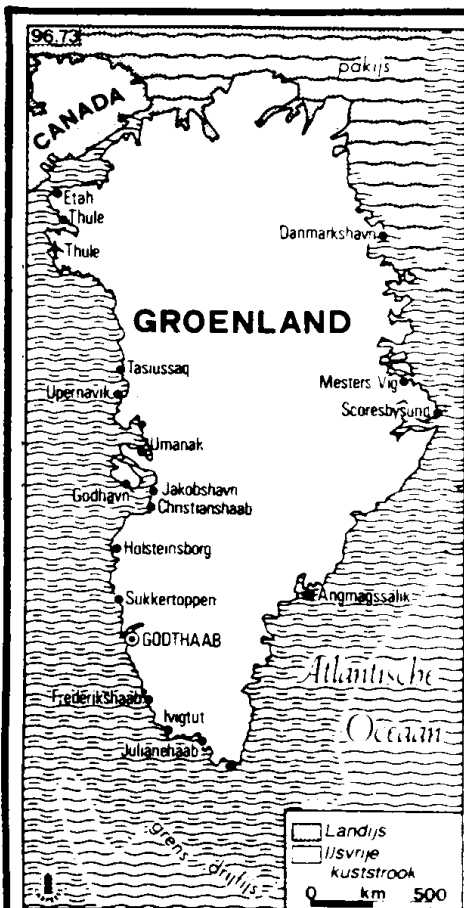 96.73
pakijs
CANADA
Etah
Thule
Danmarkshavn
Thule
GROENLAND
Tasiussaq
Mesters Vig
Upernavik
Scoresbysund
Umanak
Godhavn
Jakobshavn
Christianshaab
Holsteinsborg
Sukkertoppen
Angmagssalik
GODTHAAB
Atlantische
Oceaan
Frederikshaab
Ivigtut
Julianehaab
grens drijfijs
Landijs
IJsvrije
kuststrook
0 km 500